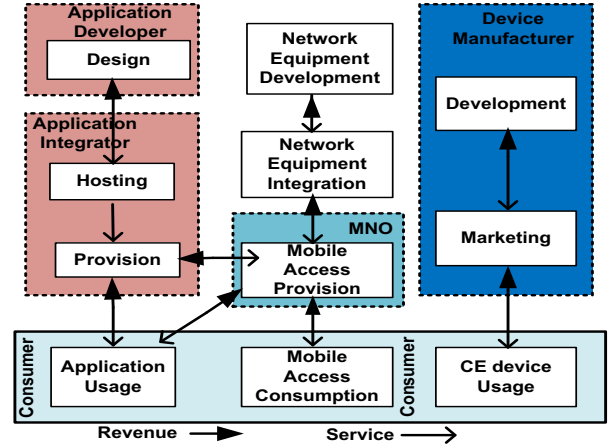 Application
Developer
Design
Application
Integrator
Hosting
Provision
Network
Equipment
Development
Network
Equipment
Integration
MNO
Mobile
Access
Provision
Device
Manufacturer
Development
Marketing
Consumer
Application
Usage
Mobile
Access
Consumption
Consumer
CE device
Usage
Revenue
Service